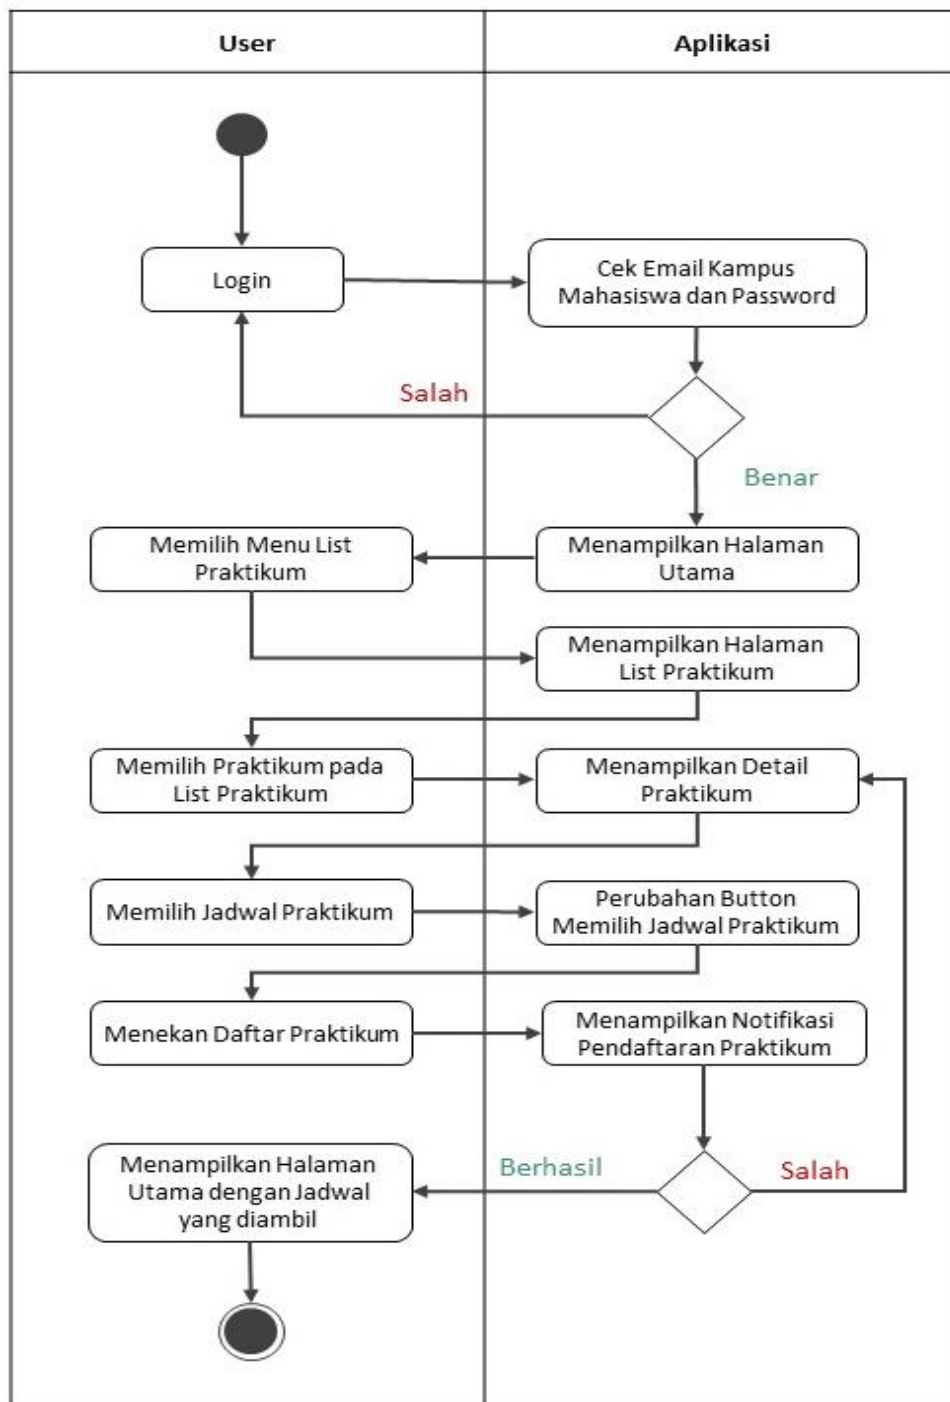 User
Aplikasi
Login
Cek Email Kampus
Mahasiswa dan Password
Salah
Benar
Menampilkan Halaman
Utama
Memilih Menu List
Praktikum
Menampilkan Halaman
List Praktikum
Memilih Praktikum pada
List Praktikum
Menampilkan Detail
Praktikum
Memilih Jadwal Praktikum
Perubahan Button
Memilih Jadwal Praktikum
Menekan Daftar Praktikum
Menampilkan Notifikasi
Pendaftaran Praktikum
Berhasil
Salah
Menampilkan Halaman
Utama dengan Jadwal
yang diambil